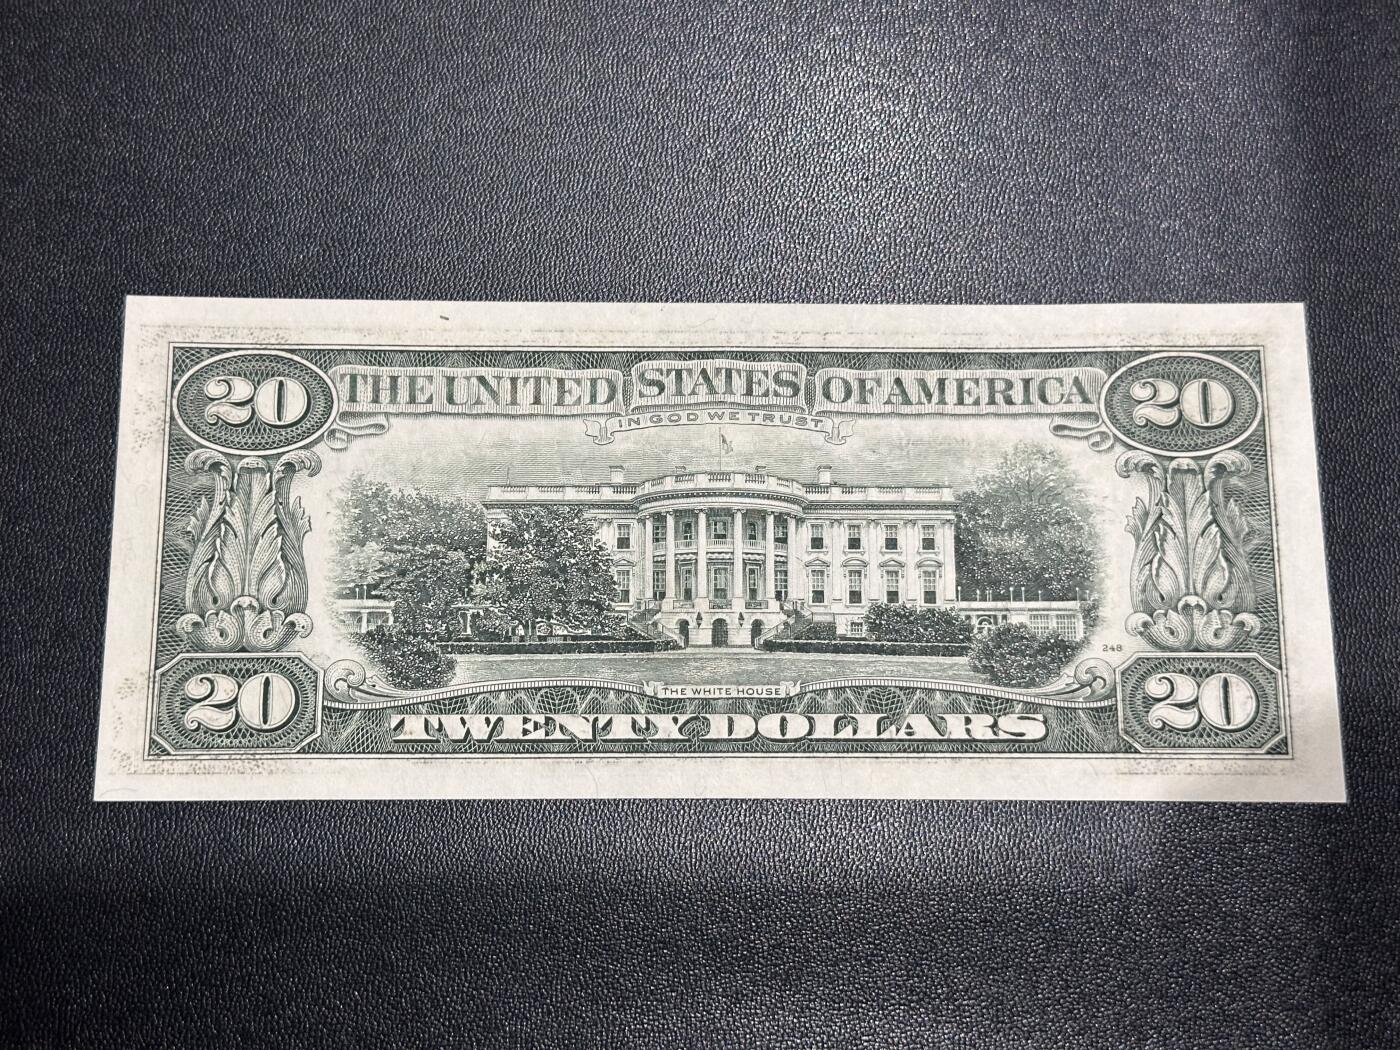 20 THE UNITED STATES OF AMERICA 20
IN GOD WE TRUST
248
THE WHITE HOUSE
20 TWENTY DOLLARS 20